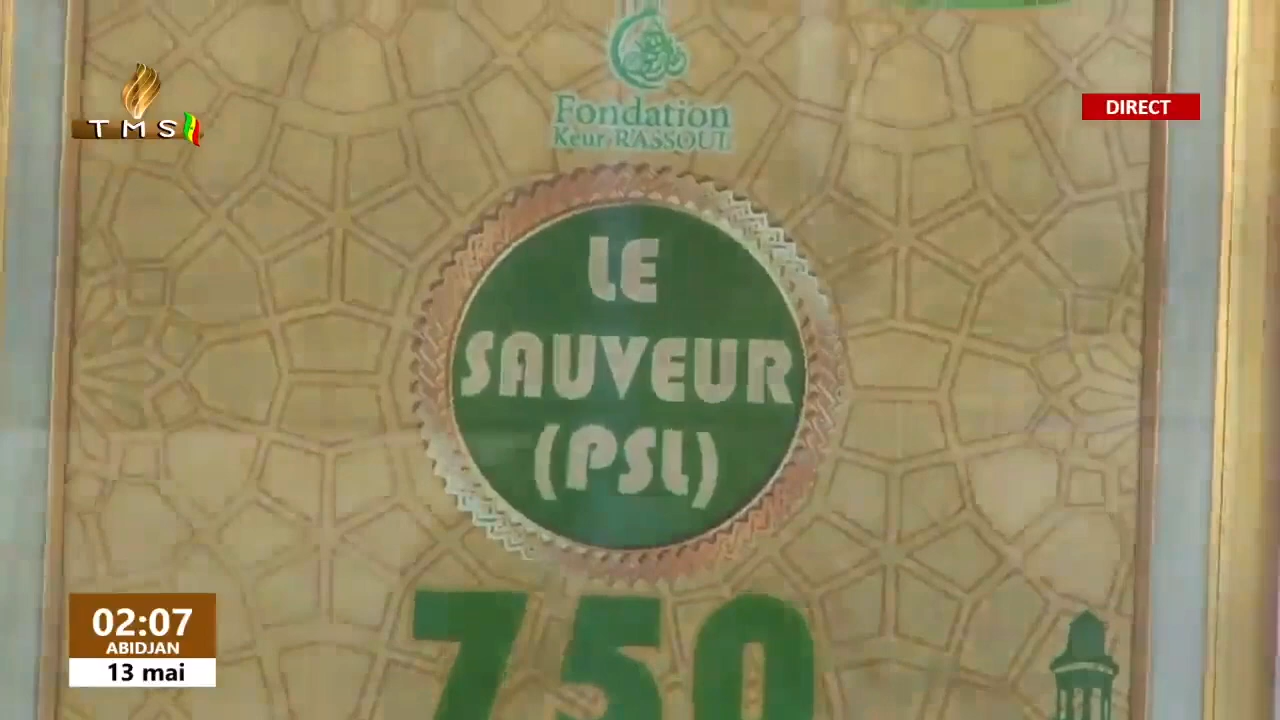 Fondation
Keur RASSOUL
TMS
DIRECT
LE
SAUVEUR
(PSL)
750
02:07
ABIDJAN
13 mai